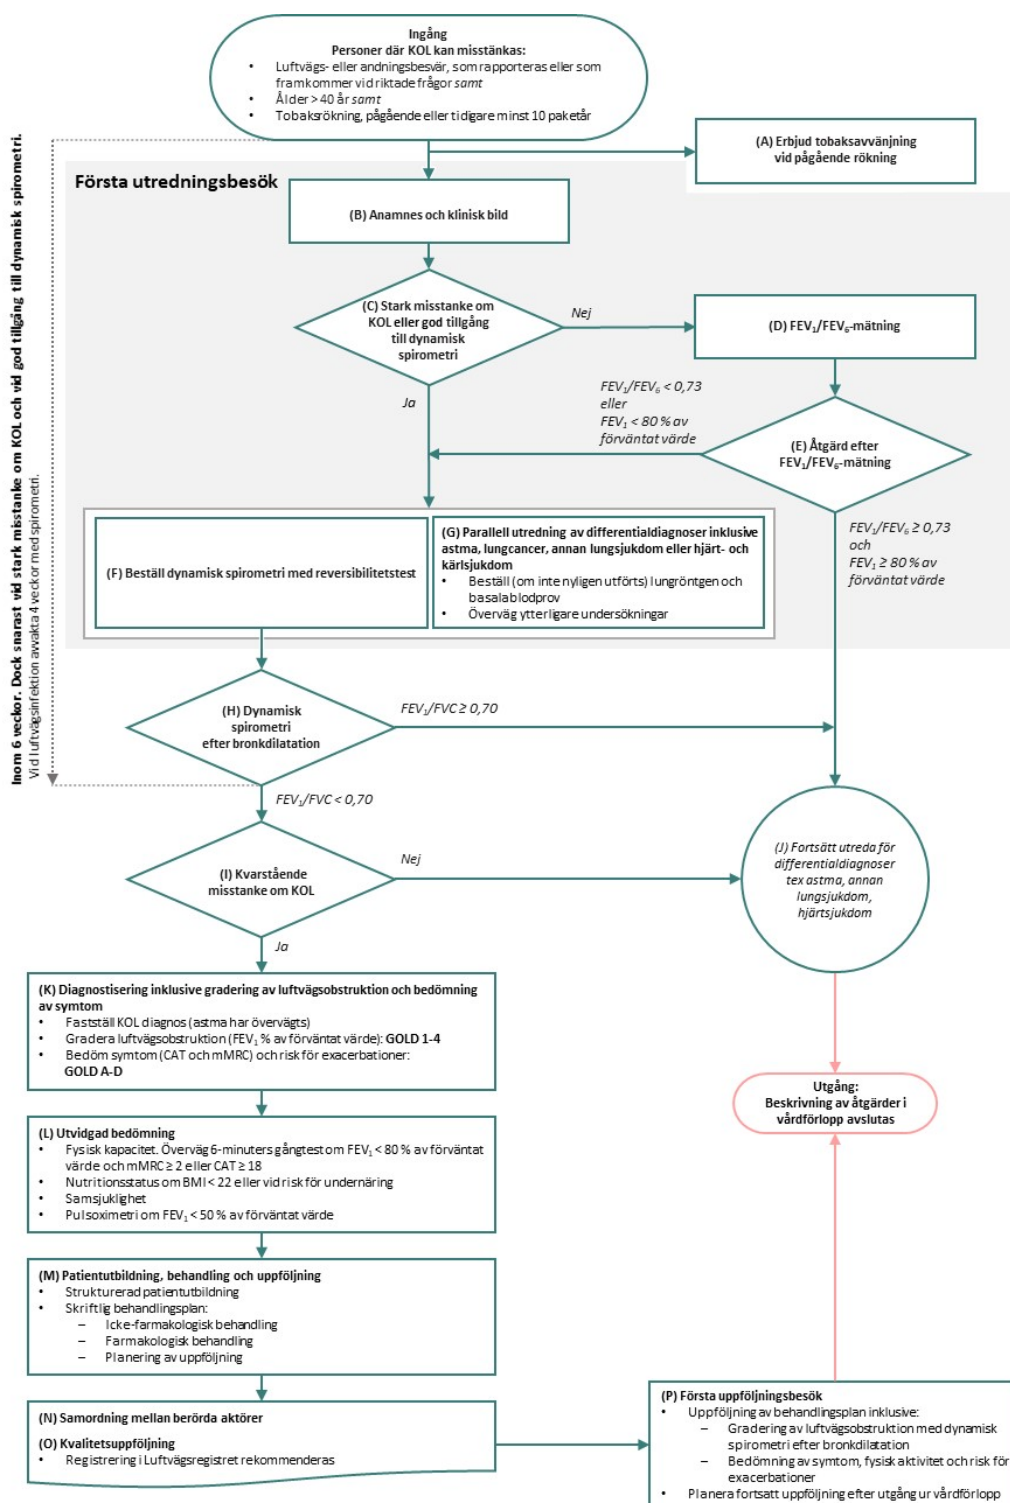 Ingång
Personer där KOL kan misstänkas:
• Luftvägs- eller andningsbesvär, som rapporteras eller som
framkommer vid riktade frågor samt
• Ålder > 40 år samt
• Tobaksrökning, pågående eller tidigare minst 10 paketår
(A) Erbjud tobaksavvänjning
vid pågående rökning
Inom 6 veckor. Dock snarast vid stark misstanke om KOL och vid god tillgång till dynamisk spirometri.
Vid luftvägsinfektion avvakta 4 veckor med spirometri.
Första utredningsbesök
(B) Anamnes och klinisk bild
(C) Stark misstanke om
KOL eller god tillgång
till dynamisk
spirometri
Nej
(D) FEV₁/FEV₆-mätning
Ja
FEV₁/FEV₆ < 0,73
eller
FEV₁ < 80 % av
förväntat värde
(E) Åtgärd efter
FEV₁/FEV₆-mätning
FEV₁/FEV₆ ≥ 0,73
och
FEV₁ ≥ 80 % av
förväntat värde
(F) Beställ dynamisk spirometri med reversibilitetstest
(G) Parallell utredning av differentialdiagnoser inklusive
astma, lungcancer, annan lungsjukdom eller hjärt- och
kärlsjukdom
• Beställ (om inte nyligen utförts) lungröntgen och
basala blodprov
• Överväg ytterligare undersökningar
(H) Dynamisk
spirometri
efter bronkdilatation
FEV₁/FVC ≥ 0,70
FEV₁/FVC < 0,70
(I) Kvarstående
misstanke om KOL
Nej
(J) Fortsätt utreda för
differentialdiagnoser
tex astma, annan
lungsjukdom,
hjärtsjukdom
Ja
(K) Diagnostisering inklusive gradering av luftvägsobstruktion och bedömning
av symtom
• Fastställ KOL diagnos (astma har övervägts)
• Gradera luftvägsobstruktion (FEV₁ % av förväntat värde): GOLD 1-4
• Bedöm symtom (CAT och mMRC) och risk för exacerbationer:
GOLD A-D
Utgång:
Beskrivning av åtgärder i
vårdförlopp avslutas
(L) Utvidgad bedömning
• Fysisk kapacitet. Överväg 6-minuters gångtest om FEV₁ < 80 % av förväntat
värde och mMRC ≥ 2 eller CAT ≥ 18
• Nutritionsstatus om BMI < 22 eller vid risk för undernäring
• Samsjuklighet
• Pulsoximetri om FEV₁ < 50 % av förväntat värde
(M) Patientutbildning, behandling och uppföljning
• Strukturerad patientutbildning
• Skriftlig behandlingsplan:
– Icke-farmakologisk behandling
– Farmakologisk behandling
– Planering av uppföljning
(N) Samordning mellan berörda aktörer
(O) Kvalitetsuppföljning
• Registrering i Luftvägsregistret rekommenderas
(P) Första uppföljningsbesök
• Uppföljning av behandlingsplan inklusive:
– Gradering av luftvägsobstruktion med dynamisk
spirometri efter bronkdilatation
– Bedömning av symtom, fysisk aktivitet och risk för
exacerbationer
• Planera fortsatt uppföljning efter utgång ur vårdförlopp